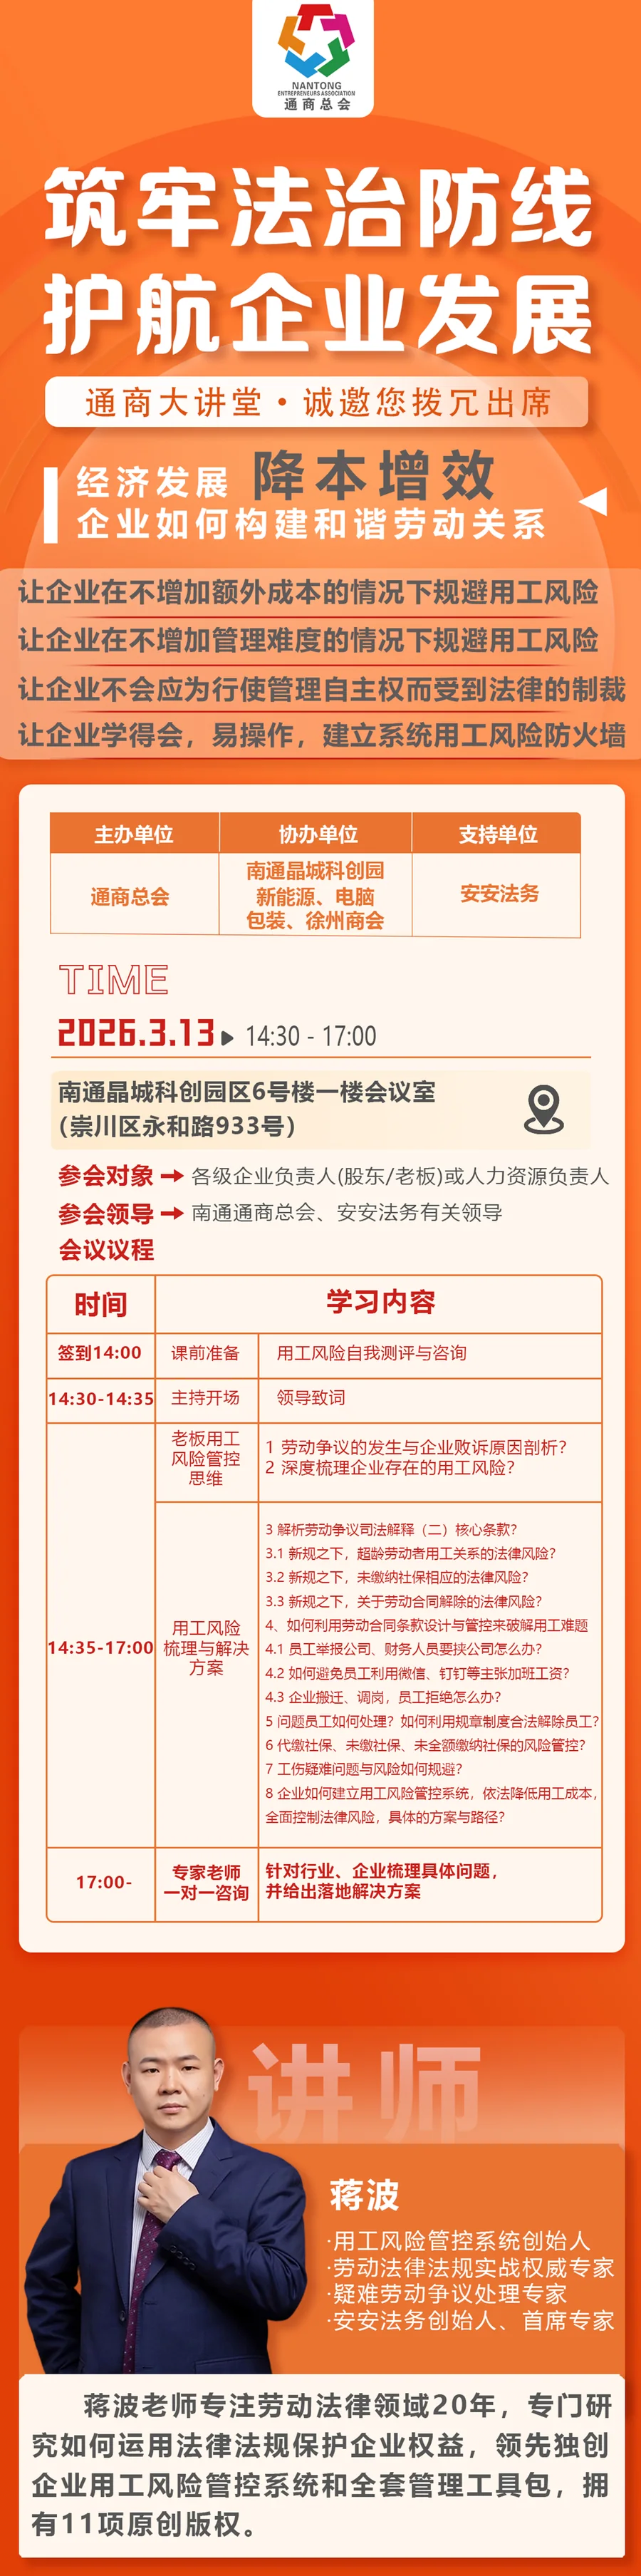 NANTONG
ENTREPRENEURS ASSOCIATION
通商总会
筑牢法治防线
护航企业发展
通商大讲堂·诚邀您拨冗出席
经济发展 降本增效
企业如何构建和谐劳动关系
让企业在不增加额外成本的情况下规避用工风险
让企业在不增加管理难度的情况下规避用工风险
让企业不会应为行使管理自主权而受到法律的制裁
让企业学得会，易操作，建立系统用工风险防火墙
主办单位 协办单位 支持单位
通商总会
南通晶城科创园
新能源、电脑
包装、徐州商会
安安法务
TIME
2026.3.13 14:30 - 17:00
南通晶城科创园区6号楼一楼会议室
(崇川区永和路933号)
参会对象 各级企业负责人(股东/老板)或人力资源负责人
参会领导 南通通商总会、安安法务有关领导
会议议程
时间 学习内容
签到14:00 课前准备 用工风险自我测评与咨询
14:30-14:35 主持开场 领导致词
14:35-17:00
老板用工
风险管控
思维
1 劳动争议的发生与企业败诉原因剖析？
2 深度梳理企业存在的用工风险？
用工风险
梳理与解决
方案
3 解析劳动争议司法解释（二）核心条款？
3.1 新规之下，超龄劳动者用工关系的法律风险？
3.2 新规之下，未缴纳社保相应的法律风险？
3.3 新规之下，关于劳动合同解除的法律风险？
4、如何利用劳动合同条款设计与管控来破解用工难题
4.1 员工举报公司、财务人员要挟公司怎么办？
4.2 如何避免员工利用微信、钉钉等主张加班工资？
4.3 企业搬迁、调岗，员工拒绝怎么办？
5 问题员工如何处理？如何利用规章制度合法解除员工？
6 代缴社保、未缴社保、未全额缴纳社保的风险管控？
7 工伤疑难问题与风险如何规避？
8 企业如何建立用工风险管控系统，依法降低用工成本，
全面控制法律风险，具体的方案与路径？
17:00-
专家老师
一对一咨询
针对行业、企业梳理具体问题，
并给出落地解决方案
讲师
蒋波
·用工风险管控系统创始人
·劳动法律法规实战权威专家
·疑难劳动争议处理专家
·安安法务创始人、首席专家
蒋波老师专注劳动法律领域20年，专门研
究如何运用法律法规保护企业权益，领先独创
企业用工风险管控系统和全套管理工具包，拥
有11项原创版权。